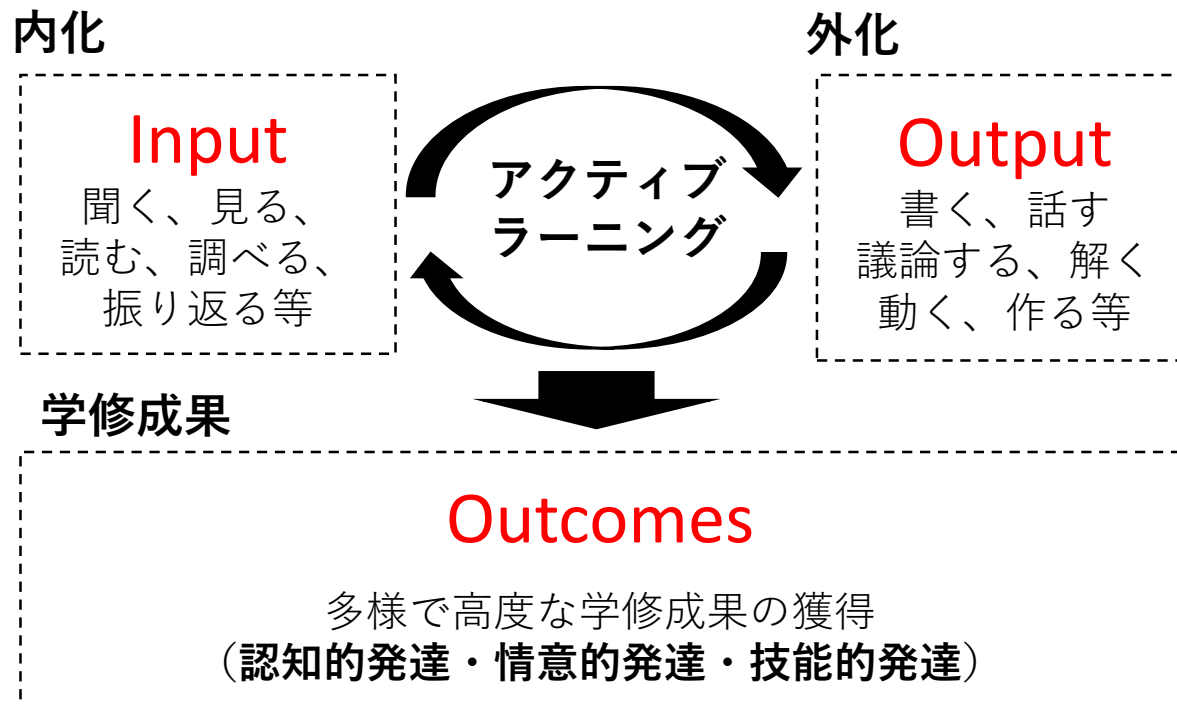 内化
外化
Input
聞く、見る、
読む、調べる、
振り返る等
アクティブ
ラーニング
Output
書く、話す
議論する、解く
動く、作る等
学修成果
Outcomes
多様で高度な学修成果の獲得
（認知的発達・情意的発達・技能的発達）